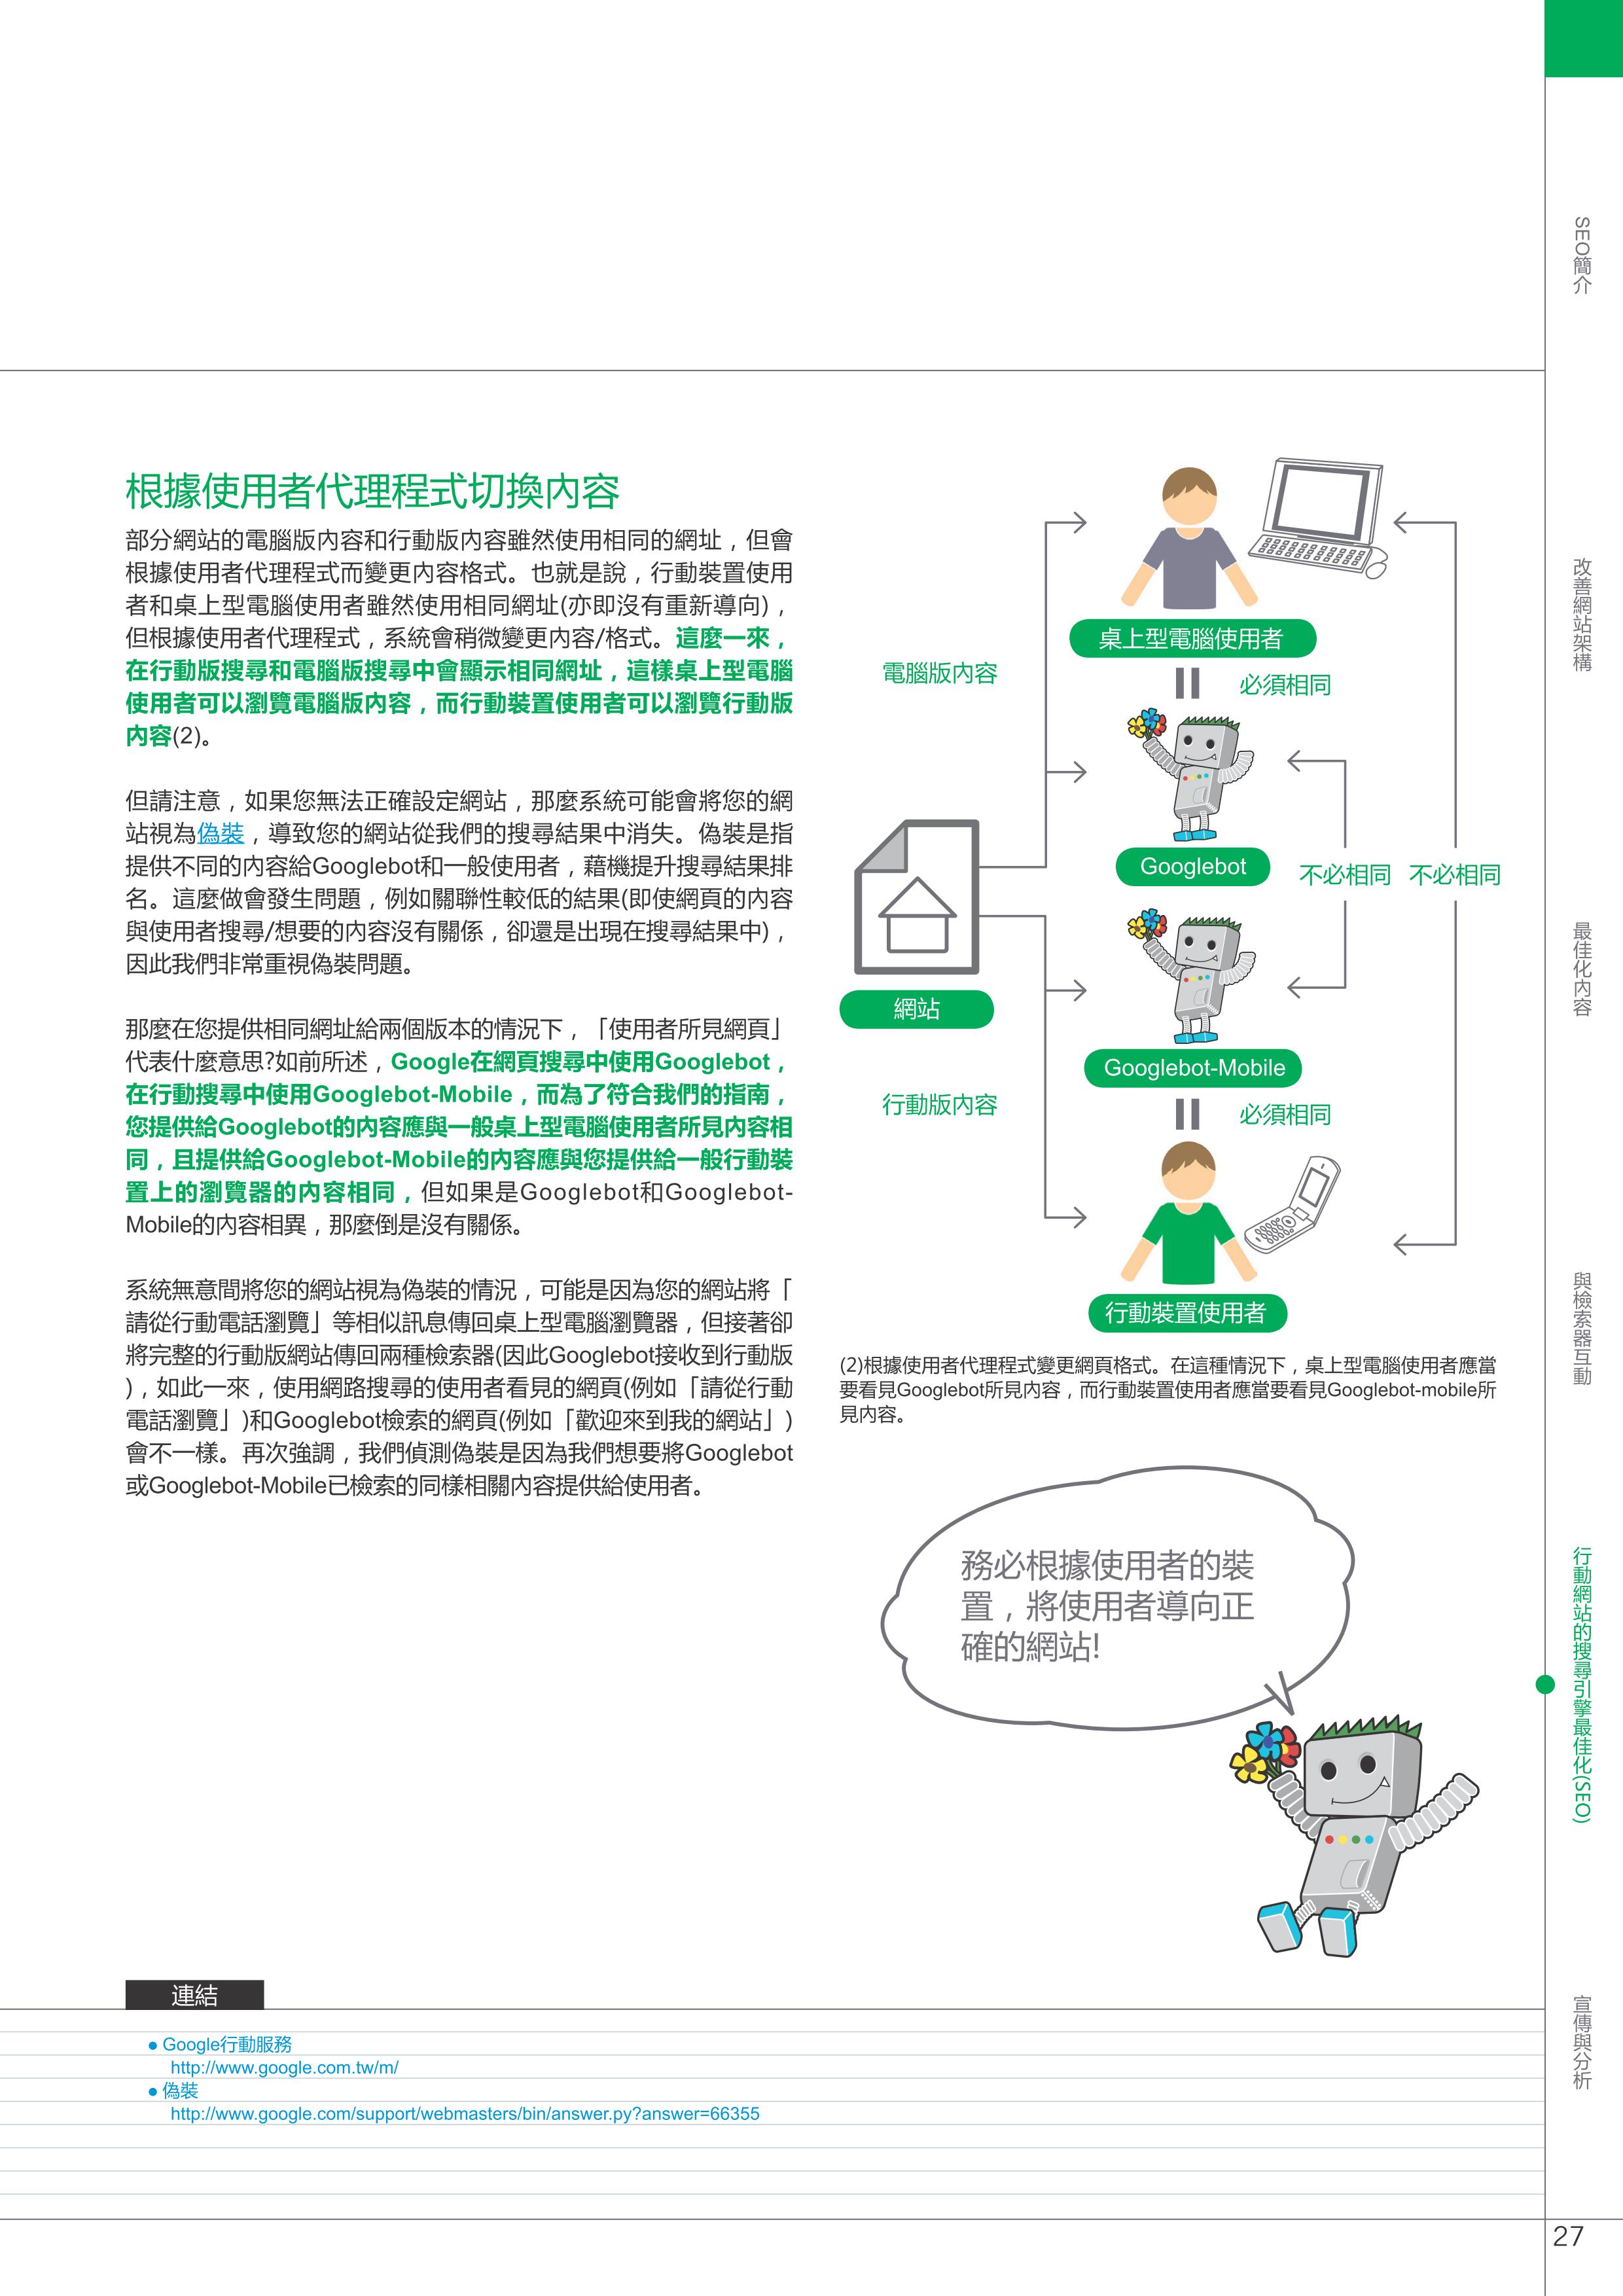 根據使用者代理程式切換內容
部分網站的電腦版內容和行動版內容雖然使用相同的網址，但會
根據使用者代理程式而變更內容格式。也就是說，行動裝置使用
者和桌上型電腦使用者雖然使用相同網址(亦即沒有重新導向)，
但根據使用者代理程式，系統會稍微變更內容/格式。這麼一來，
在行動版搜尋和電腦版搜尋中會顯示相同網址，這樣桌上型電腦
使用者可以瀏覽電腦版內容，而行動裝置使用者可以瀏覽行動版
內容(2)。
但請注意，如果您無法正確設定網站，那麼系統可能會將您的網
站視為偽裝，導致您的網站從我們的搜尋結果中消失。偽裝是指
提供不同的內容給Googlebot和一般使用者，藉機提升搜尋結果排
名。這麼做會發生問題，例如關聯性較低的結果(即使網頁的內容
與使用者搜尋/想要的內容沒有關係，卻還是出現在搜尋結果中)，
因此我們非常重視偽裝問題。
那麼在您提供相同網址給兩個版本的情況下，「使用者所見網頁」
代表什麼意思?如前所述，Google在網頁搜尋中使用Googlebot，
在行動搜尋中使用Googlebot-Mobile，而為了符合我們的指南，
您提供給Googlebot的內容應與一般桌上型電腦使用者所見內容相
同，且提供給Googlebot-Mobile的內容應與您提供給一般行動裝
置上的瀏覽器的內容相同，但如果是Googlebot和Googlebot-
Mobile的內容相異，那麼倒是沒有關係。
系統無意間將您的網站視為偽裝的情況，可能是因為您的網站將「
請從行動電話瀏覽」等相似訊息傳回桌上型電腦瀏覽器，但接著卻
將完整的行動版網站傳回兩種檢索器(因此Googlebot接收到行動版
)，如此一來，使用網路搜尋的使用者看見的網頁(例如「請從行動
電話瀏覽」)和Googlebot檢索的網頁(例如「歡迎來到我的網站」)
會不一樣。再次強調，我們偵測偽裝是因為我們想要將Googlebot
或Googlebot-Mobile已檢索的同樣相關內容提供給使用者。
桌上型電腦使用者
電腦版內容
必須相同
Googlebot
不必相同 不必相同
網站
Googlebot-Mobile
行動版內容
必須相同
行動裝置使用者
(2)根據使用者代理程式變更網頁格式。在這種情況下，桌上型電腦使用者應當
要看見Googlebot所見內容，而行動裝置使用者應當要看見Googlebot-mobile所
見內容。
務必根據使用者的裝
置，將使用者導向正
確的網站!
連結
● Google行動服務
http://www.google.com.tw/m/
● 偽裝
http://www.google.com/support/webmasters/bin/answer.py?answer=66355
SEO簡介
改善網站架構
最佳化內容
與檢索器互動
行動網站的搜尋引擎最佳化(SEO)
宣傳與分析
27